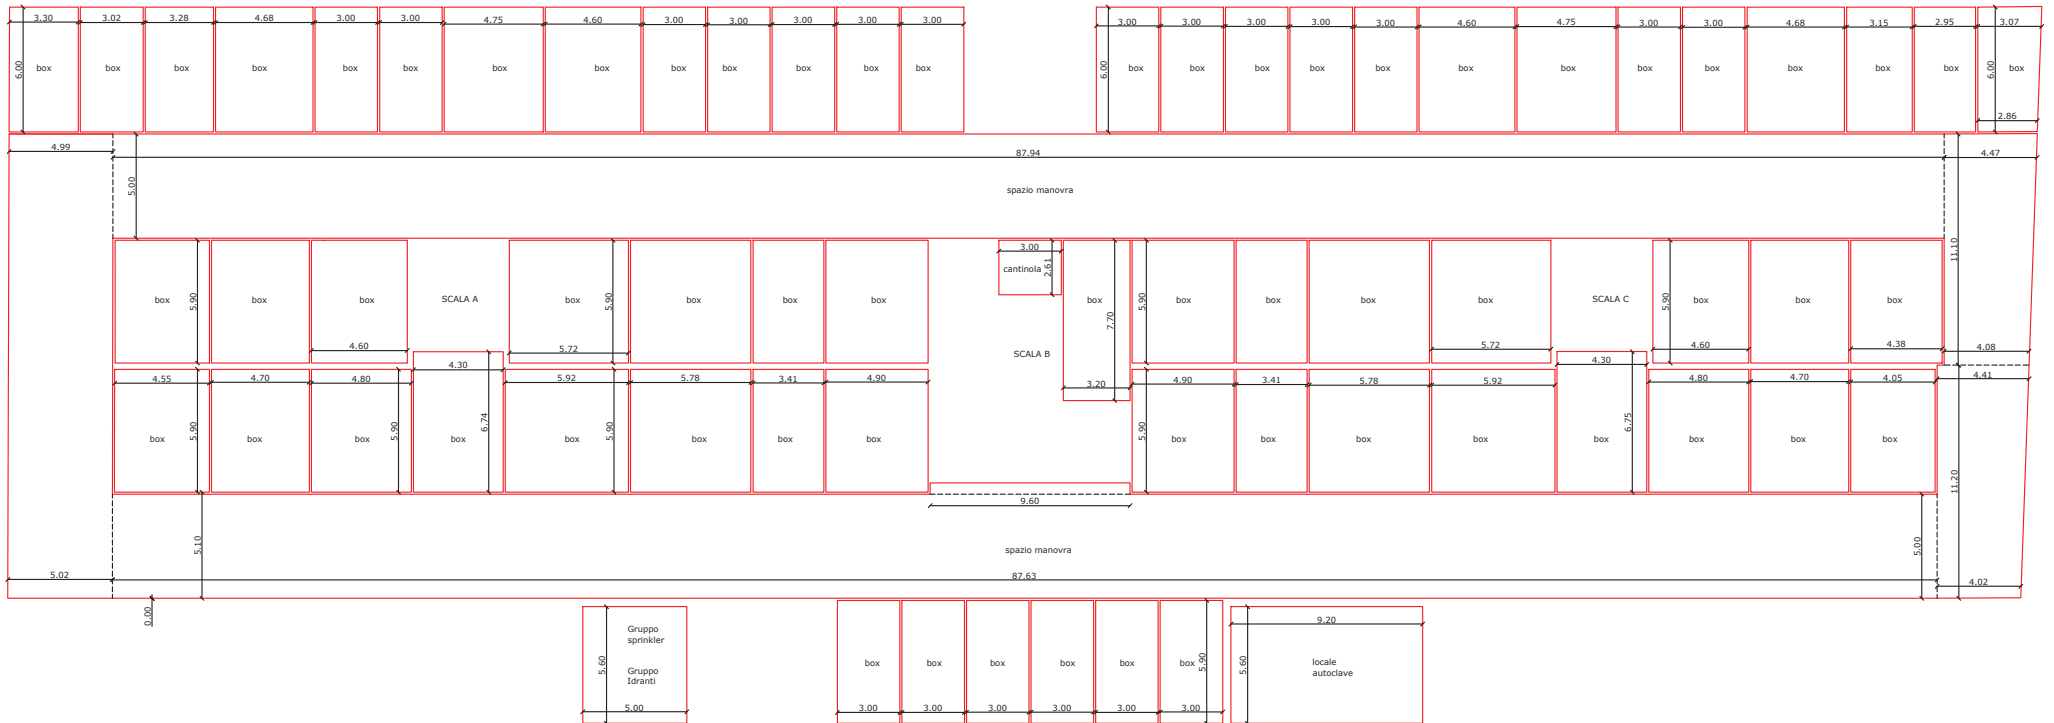 3.30 3.02 3.28 4.68 3.00 3.00 4.75 4.60 3.00 3.00 3.00 3.00 3.00 3.00 3.00 3.00 3.00 3.00 4.60 4.75 3.00 3.00 4.68 3.15 2.95 3.07
6.00 box box box box box box box box box box box box box 6.00 box box box box box box box box box box box box 6.00 box
2.86
4.99 87.94 4.47
5.00 spazio manovra
11.10
3.00
cantinola 2.61
box 5.90 box box SCALA A box 5.90 box box box box 7.70 5.90 box box box box SCALA C 5.90 box box box
4.60 5.72 SCALA B 5.72 4.60 4.38 4.08
4.30 4.30
4.55 4.70 4.80 5.92 5.78 3.41 4.90 3.20 4.90 3.41 5.78 5.92 4.80 4.70 4.05 4.41
6.74 6.75
box 5.90 box box 5.90 box box 5.90 box box box 5.90 box box box box box box box box
11.20
9.60
5.10 spazio manovra 5.00
5.02 87.63 4.02
0.00
Gruppo
sprinkler
9.20
5.60 box box box box box box 5.90 5.60 locale
autoclave
Gruppo
Idranti
5.00 3.00 3.00 3.00 3.00 3.00 3.00